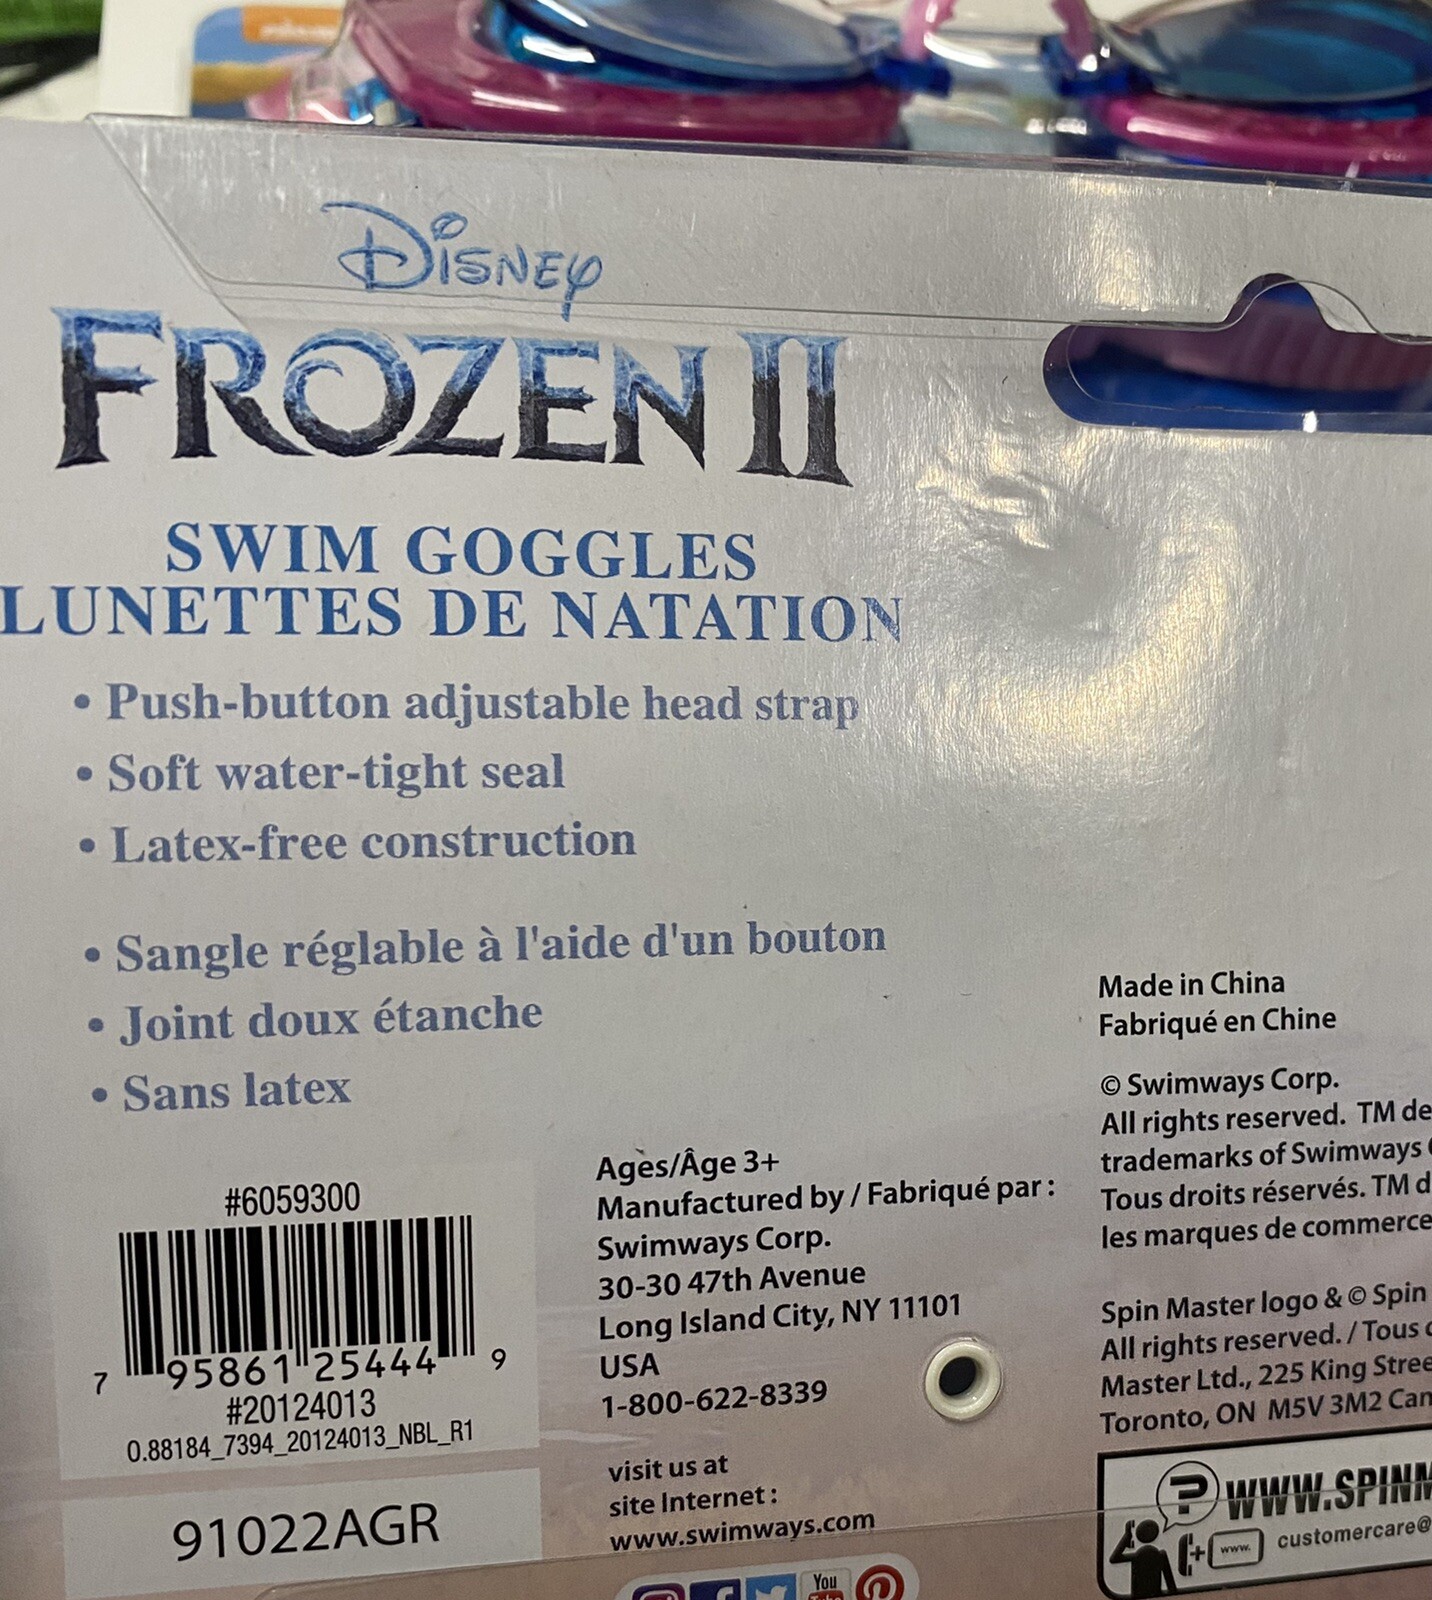 Disney
FROZEN II
SWIM GOGGLES
LUNETTES DE NATATION
• Push-button adjustable head strap
• Soft water-tight seal
• Latex-free construction
• Sangle réglable à l'aide d'un bouton
• Joint doux étanche
• Sans latex
#6059300
7 95861 25444 9
#20124013
0.88184_7394_20124013_NBL_R1
91022AGR
Ages/Âge 3+
Manufactured by / Fabriqué par :
Swimways Corp.
30-30 47th Avenue
Long Island City, NY 11101
USA
1-800-622-8339
visit us at
site Internet :
www.swimways.com
You
Made in China
Fabriqué en Chine
© Swimways Corp.
All rights reserved. TM de
trademarks of Swimways
Tous droits réservés. TM d
les marques de commerce
Spin Master logo & © Spin
All rights reserved. / Tous
Master Ltd., 225 King Stree
Toronto, ON M5V 3M2 Can
WWW.SPINM
www.
customercare@